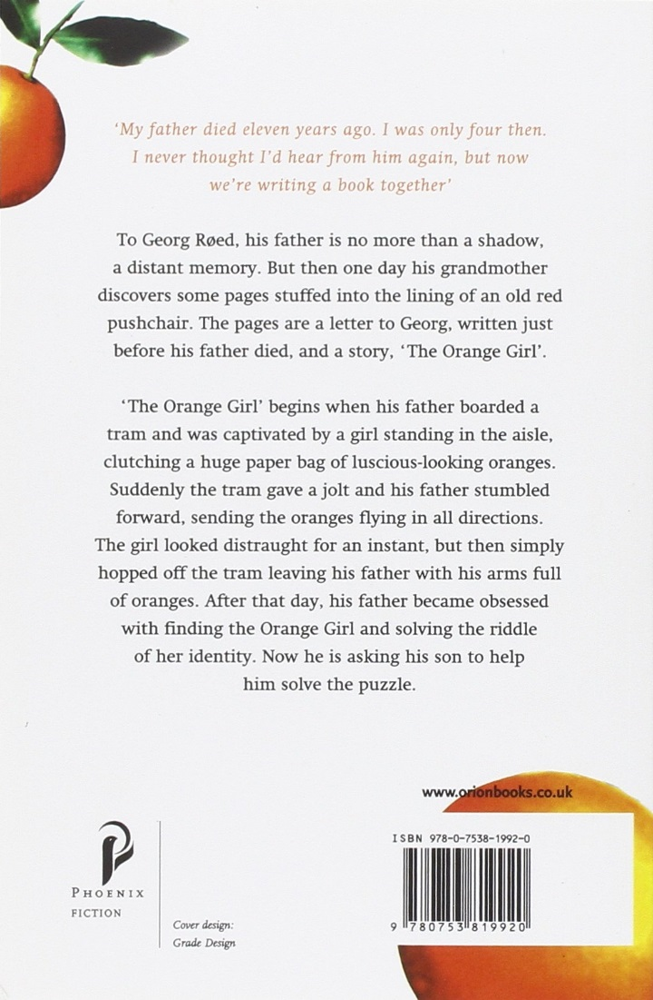 ‘My father died eleven years ago. I was only four then.
I never thought I’d hear from him again, but now
we’re writing a book together’
To Georg Røed, his father is no more than a shadow,
a distant memory. But then one day his grandmother
discovers some pages stuffed into the lining of an old red
pushchair. The pages are a letter to Georg, written just
before his father died, and a story, ‘The Orange Girl’.
‘The Orange Girl’ begins when his father boarded a
tram and was captivated by a girl standing in the aisle,
clutching a huge paper bag of luscious-looking oranges.
Suddenly the tram gave a jolt and his father stumbled
forward, sending the oranges flying in all directions.
The girl looked distraught for an instant, but then simply
hopped off the tram leaving his father with his arms full
of oranges. After that day, his father became obsessed
with finding the Orange Girl and solving the riddle
of her identity. Now he is asking his son to help
him solve the puzzle.
www.orionbooks.co.uk
ISBN 978-0-7538-1992-0
9 780753 819920
PHOENIX
FICTION
Cover design:
Grade Design